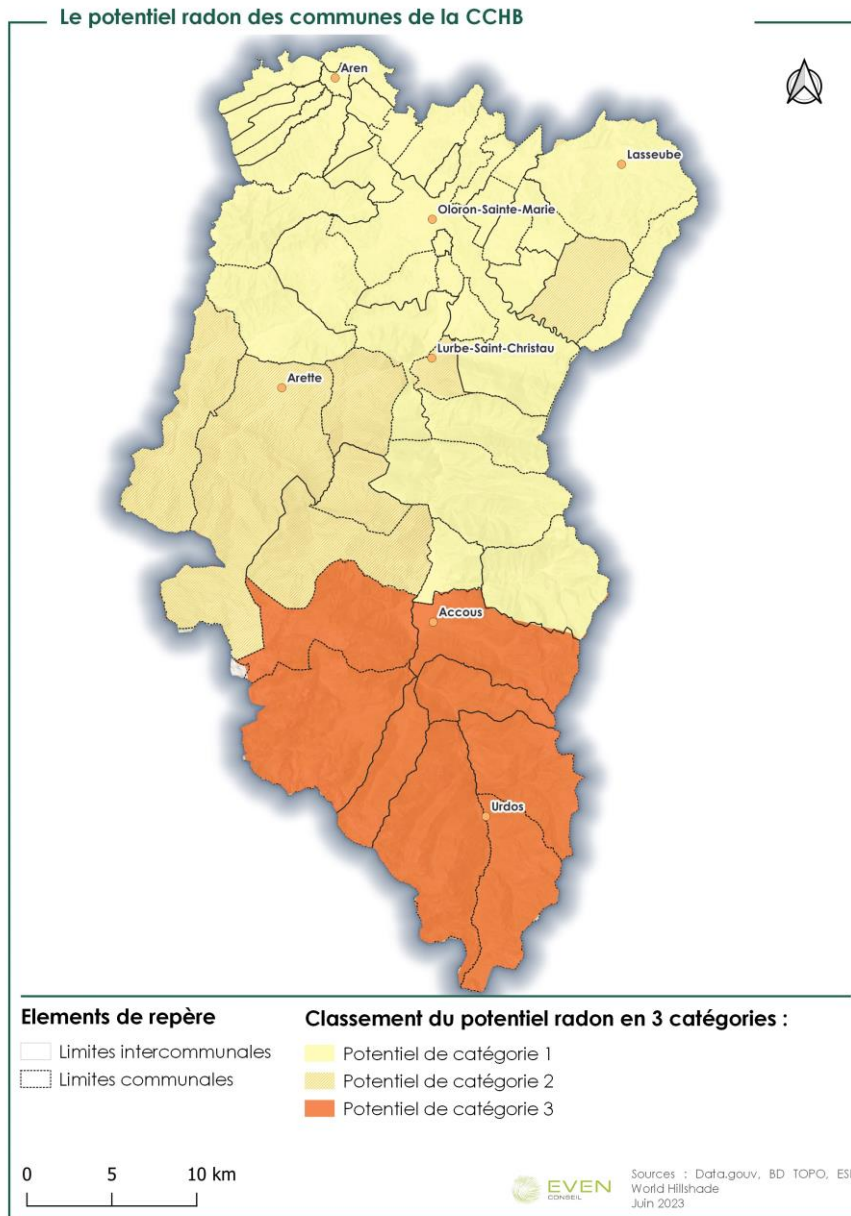 Le potentiel radon des communes de la CCHB
Aren
Lasseube
Oloron-Sainte-Marie
Lurbe-Saint-Christau
Arette
Accous
Urdos
Elements de repère
Limites intercommunales
Limites communales
Classement du potentiel radon en 3 catégories :
Potentiel de catégorie 1
Potentiel de catégorie 2
Potentiel de catégorie 3
0 5 10 km
EVEN
CONSEIL
Sources : Data.gouv, BD TOPO,
World Hillshade
Juin 2023